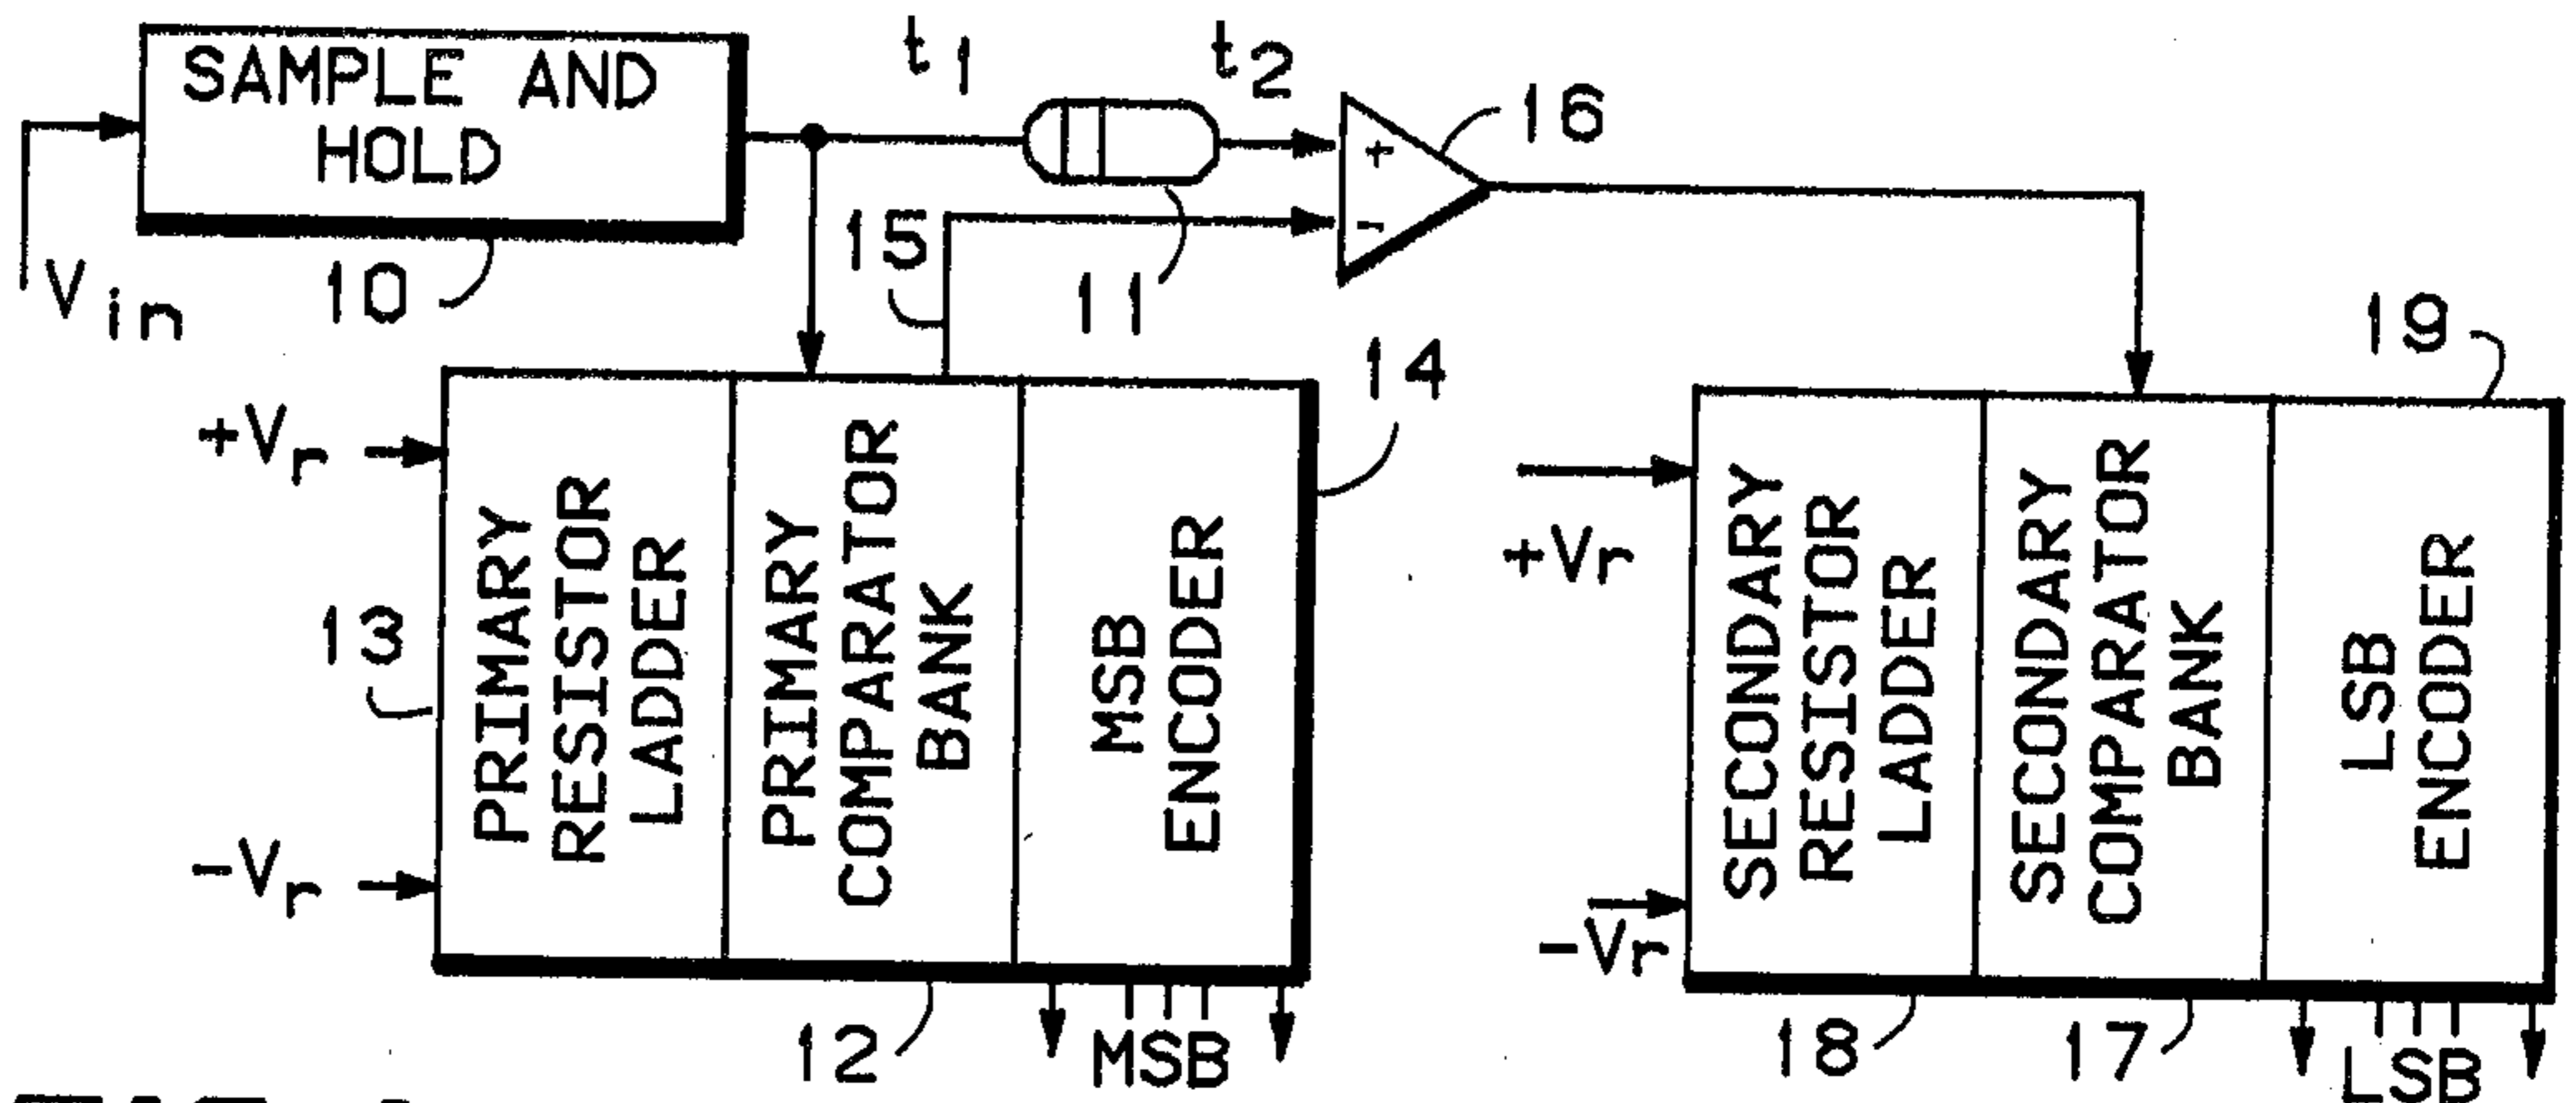 SAMPLE AND
HOLD
t1
t2
16
Vin
10
15
11
14
19
+Vr
-Vr
13
PRIMARY
RESISTOR
LADDER
PRIMARY
COMPARATOR
BANK
MSB
ENCODER
12
MSB
+Vr
-Vr
SECONDARY
RESISTOR
LADDER
SECONDARY
COMPARATOR
BANK
LSB
ENCODER
18
17
LSB